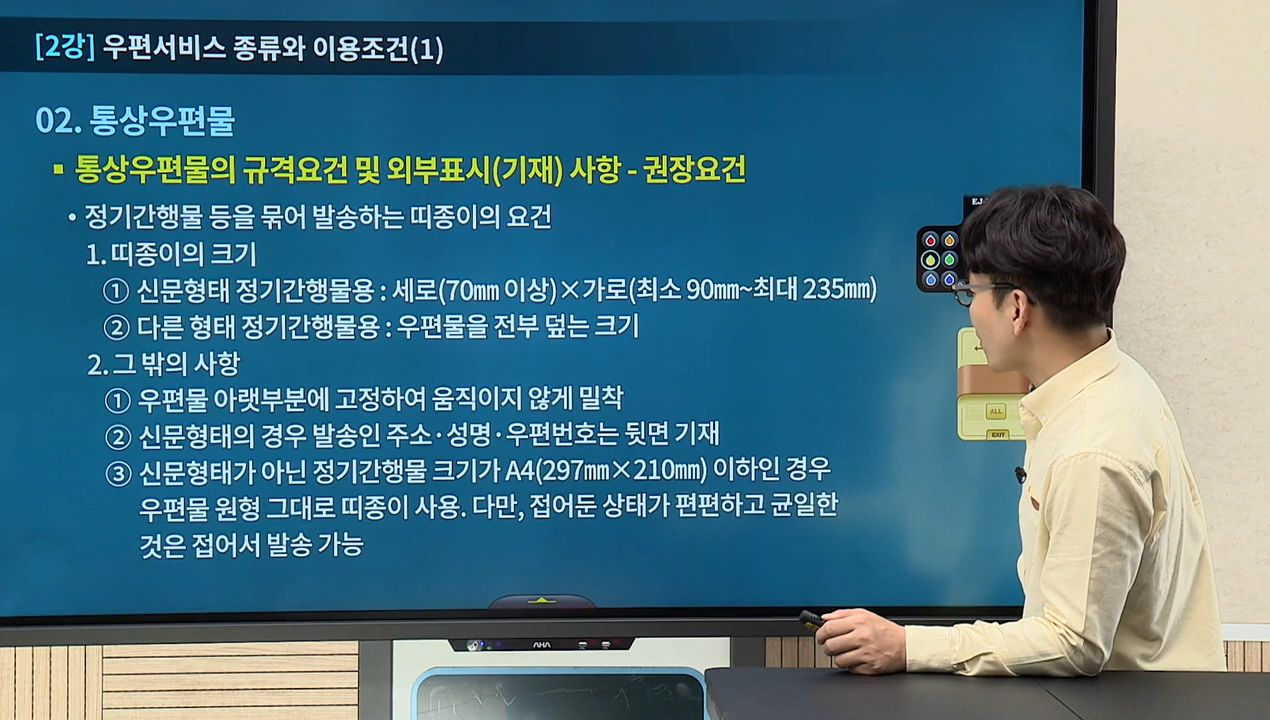 [2강] 우편서비스 종류와 이용조건(1)
02. 통상우편물
▪ 통상우편물의 규격요건 및 외부표시(기재) 사항 - 권장요건
• 정기간행물 등을 묶어 발송하는 띠종이의 요건
1. 띠종이의 크기
① 신문형태 정기간행물용 : 세로(70㎜ 이상)×가로(최소 90㎜~최대 235㎜)
② 다른 형태 정기간행물용 : 우편물을 전부 덮는 크기
2. 그 밖의 사항
① 우편물 아랫부분에 고정하여 움직이지 않게 밀착
② 신문형태의 경우 발송인 주소·성명·우편번호는 뒷면 기재
③ 신문형태가 아닌 정기간행물 크기가 A4(297㎜×210㎜) 이하인 경우
우편물 원형 그대로 띠종이 사용. 다만, 접어둔 상태가 편편하고 균일한
것은 접어서 발송 가능
ALL
EXIT
AHA